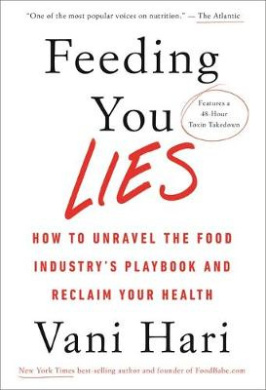 "One of the most popular voices on nutrition." — The Atlantic
Feeding
You
Features a
48-Hour
Toxin Takedown
LIES
HOW TO UNRAVEL THE FOOD
INDUSTRY'S PLAYBOOK AND
RECLAIM YOUR HEALTH
Vani Hari
New York Times best-selling author and founder of FoodBabe.com